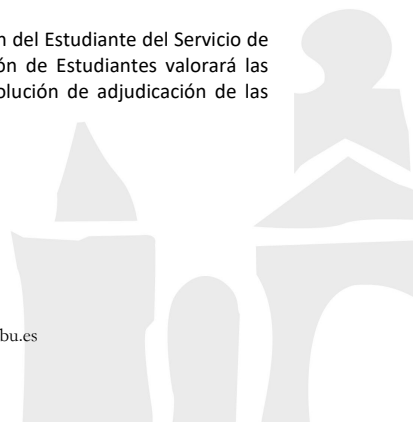 n del Estudiante del Servicio de
ón de Estudiantes valorará las
olución de adjudicación de las
bu.es